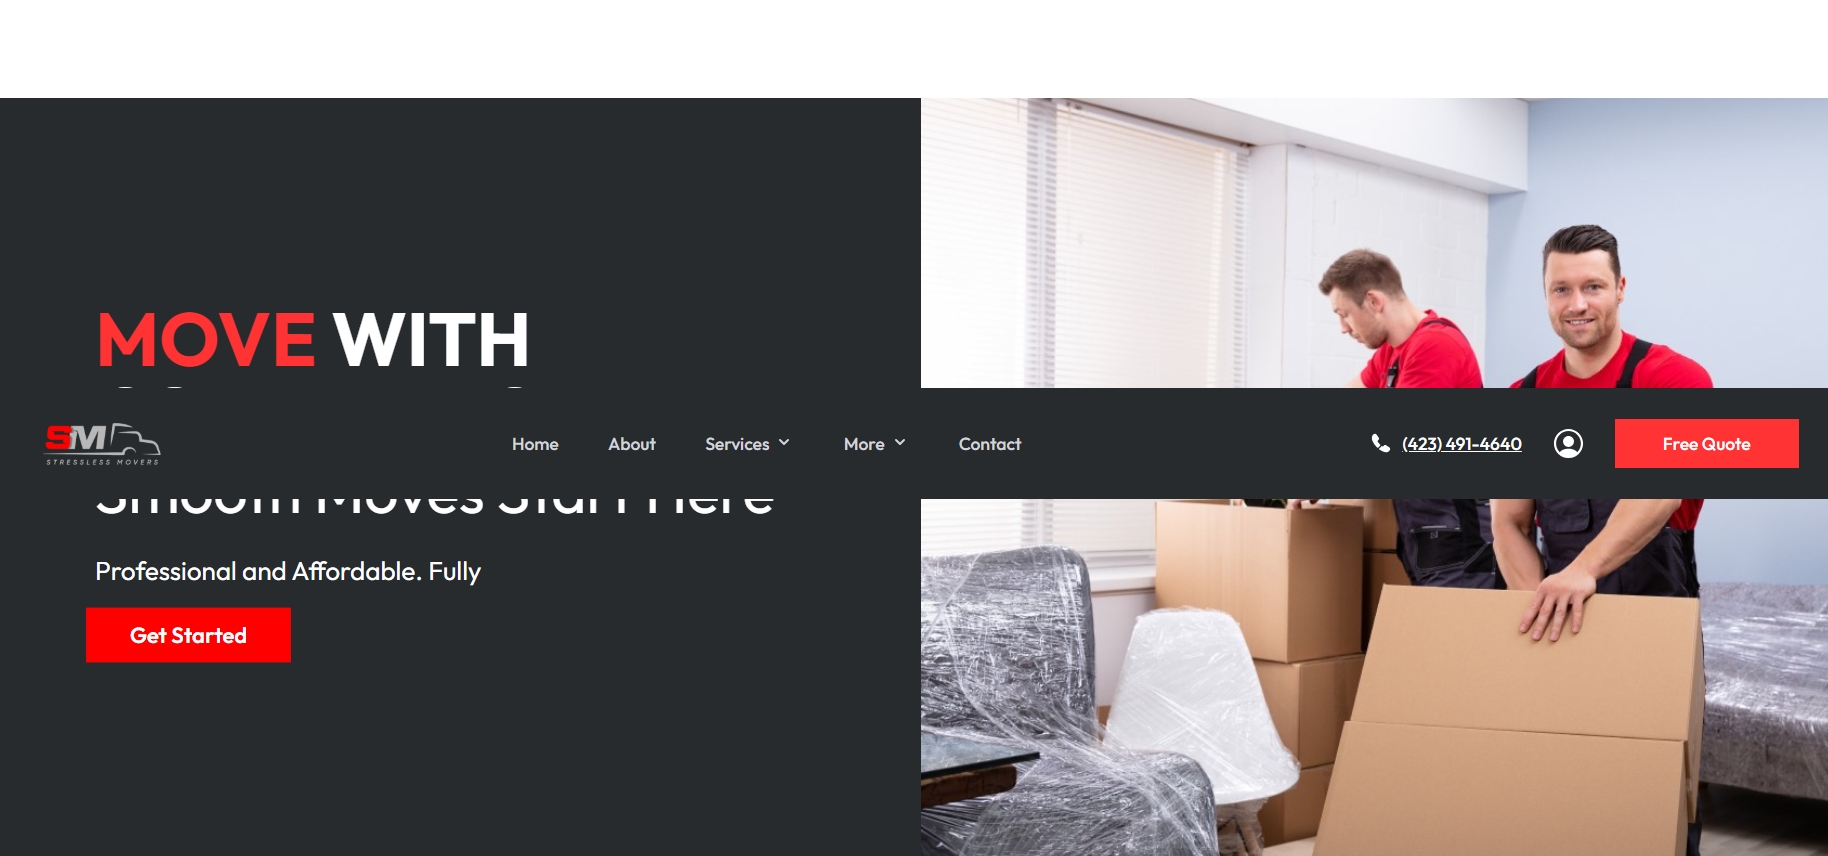 MOVE WITH
SM
STRESSLESS MOVERS
Home
About
Services
More
Contact
(423) 491-4640
Free Quote
Smooth Moves Start Here
Professional and Affordable. Fully
Get Started